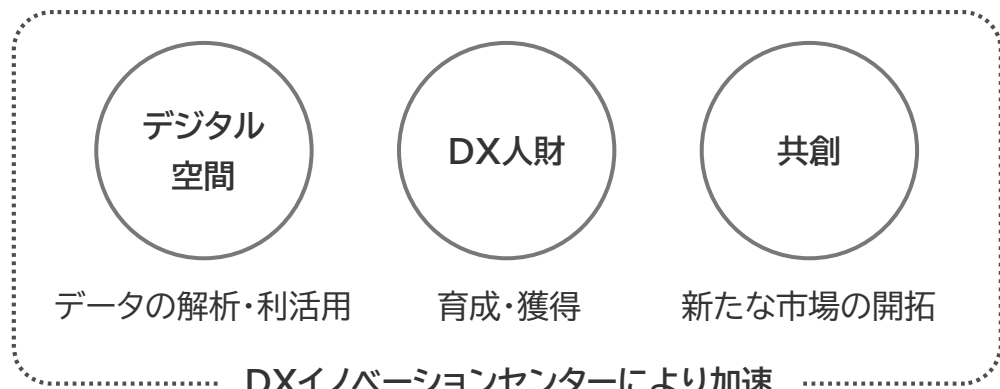 デジタル
空間
DX人財
共創
データの解析・利活用
育成・獲得
新たな市場の開拓
DXイノベーションセンターにより加速